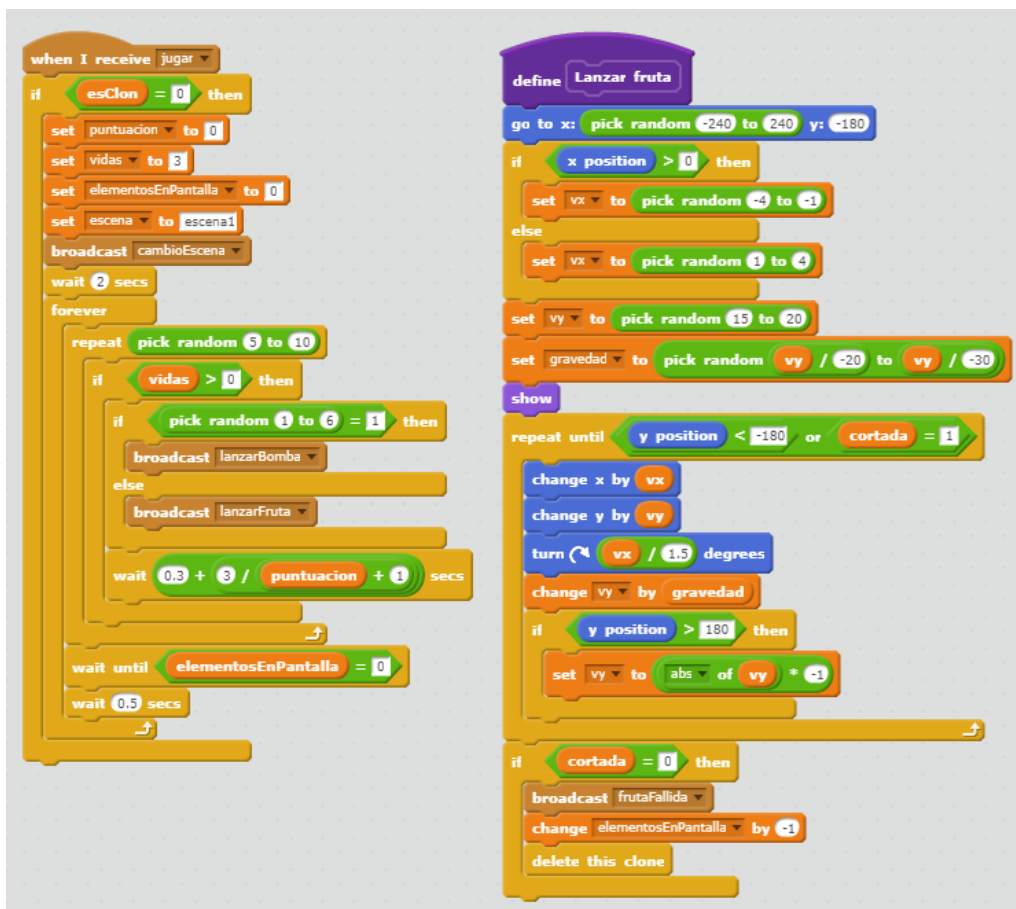 when I receive jugar
if esClon = 0 then
set puntuacion to 0
set vidas to 3
set elementosEnPantalla to 0
set escena to escena1
broadcast cambioEscena
wait 2 secs
forever
repeat pick random 5 to 10
if vidas > 0 then
if pick random 1 to 6 = 1 then
broadcast lanzarBomba
else
broadcast lanzarFruta
wait 0.3 + 3 / puntuacion + 1 secs
wait until elementosEnPantalla = 0
wait 0.5 secs
define Lanzar fruta
go to x: pick random -240 to 240 y: -180
if x position > 0 then
set vx to pick random -4 to -1
else
set vx to pick random 1 to 4
set vy to pick random 15 to 20
set gravedad to pick random vy / -20 to vy / -30
show
repeat until y position < -180 or cortada = 1
change x by vx
change y by vy
turn vx / 1.5 degrees
change vy by gravedad
if y position > 180 then
set vy to abs of vy * -1
if cortada = 0 then
broadcast frutaFallida
change elementosEnPantalla by -1
delete this clone